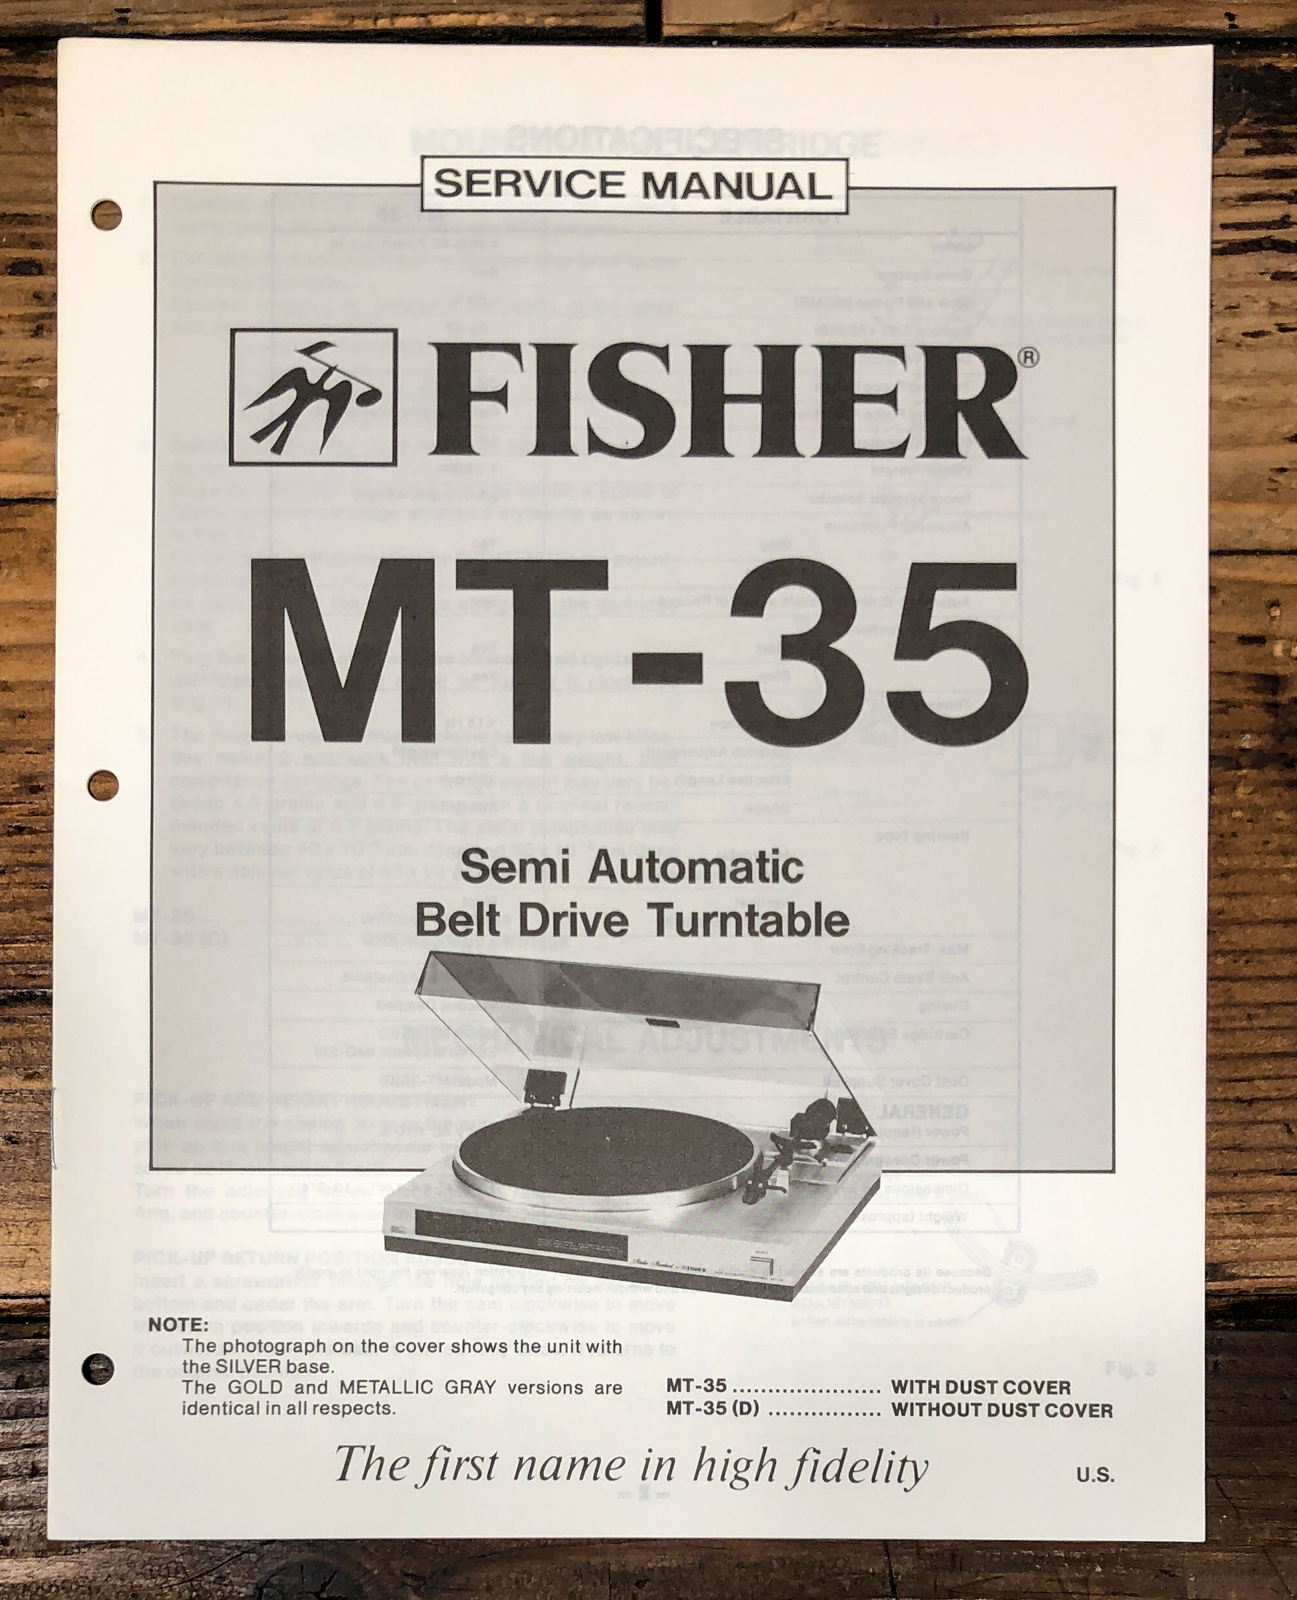 SERVICE MANUAL
FISHER®
MT-35
Semi Automatic
Belt Drive Turntable
NOTE:
The photograph on the cover shows the unit with
the SILVER base.
The GOLD and METALLIC GRAY versions are
identical in all respects.
MT-35 ...................... WITH DUST COVER
MT-35 (D) ................. WITHOUT DUST COVER
The first name in high fidelity
U.S.